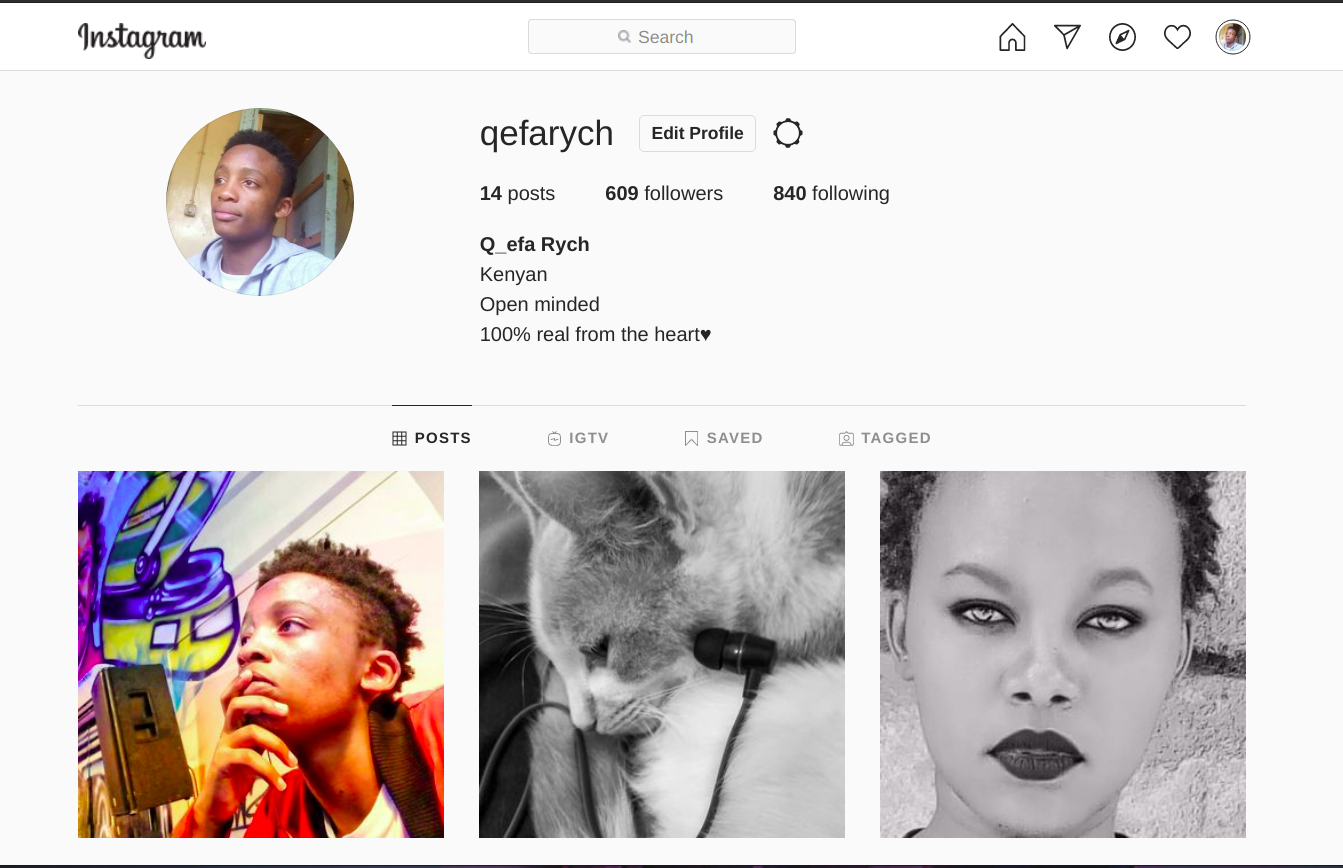 Instagram
Search
qefarych Edit Profile
14 posts 609 followers 840 following
Q_efa Rych
Kenyan
Open minded
100% real from the heart♥
POSTS IGTV SAVED TAGGED